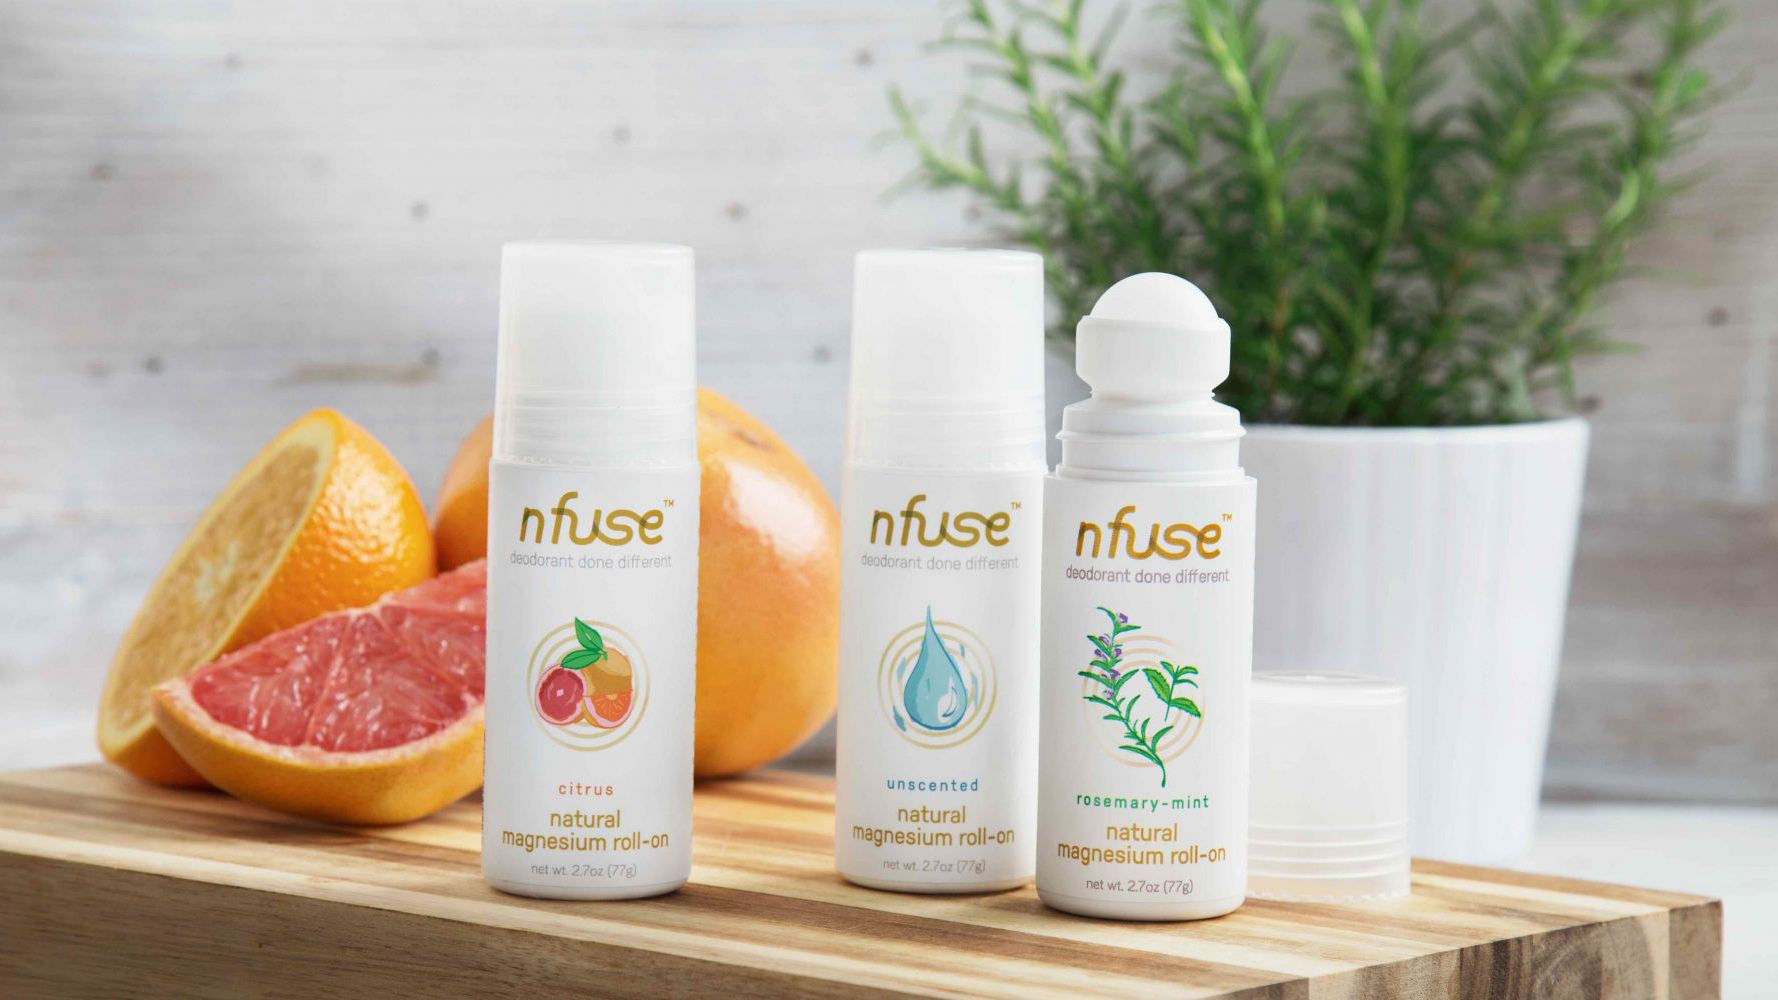 nfuse™
deodorant done different
citrus
natural
magnesium roll-on
net wt. 2.7oz (77g)
nfuse™
deodorant done different
unscented
natural
magnesium roll-on
net wt. 2.7oz (77g)
nfuse™
deodorant done different
rosemary-mint
natural
magnesium roll-on
net wt. 2.7oz (77g)